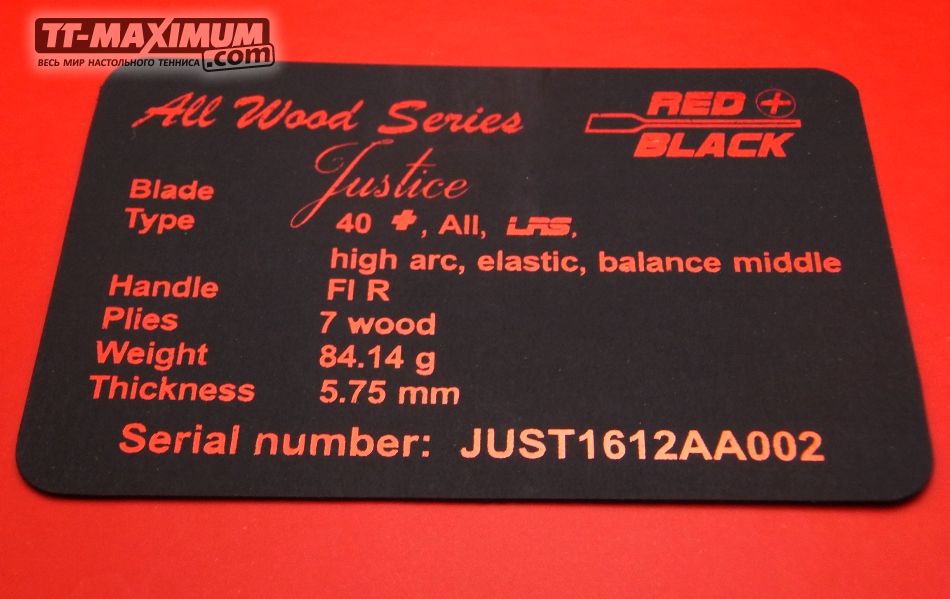 TT-MAXIMUM
.com
ВЕСЬ МИР НАСТОЛЬНОГО ТЕННИСА
All Wood Series
RED
BLACK
Blade Justice
Type 40 +, All, LRS,
high arc, elastic, balance middle
Handle Fl R
Plies 7 wood
Weight 84.14 g
Thickness 5.75 mm
Serial number: JUST1612AA002